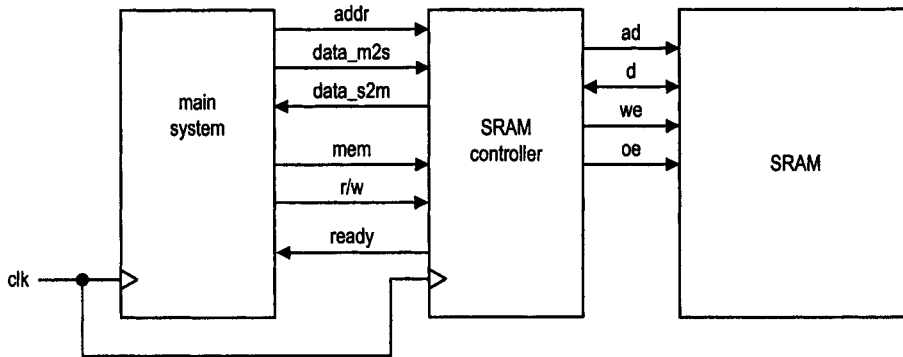 addr
data_m2s
data_s2m
main
system
mem
r/w
ready
clk
SRAM
controller
ad
d
we
oe
SRAM